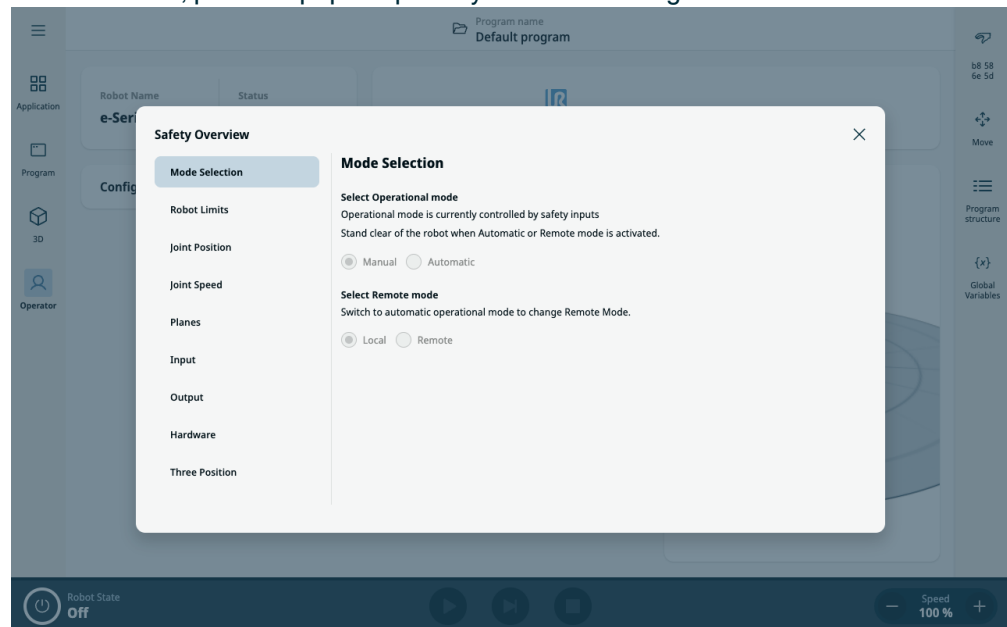 Program name
Default program
b8 58
6e 5d
Application
Robot Name
Status
e-Seri
Move
Program
Config
Program
structure
3D
{x}
Global
Variables
Operator
Safety Overview
Mode Selection
Robot Limits
Joint Position
Joint Speed
Planes
Input
Output
Hardware
Three Position
Mode Selection
Select Operational mode
Operational mode is currently controlled by safety inputs
Stand clear of the robot when Automatic or Remote mode is activated.
Manual Automatic
Select Remote mode
Switch to automatic operational mode to change Remote Mode.
Local Remote
Robot State
Off
Speed
100 %